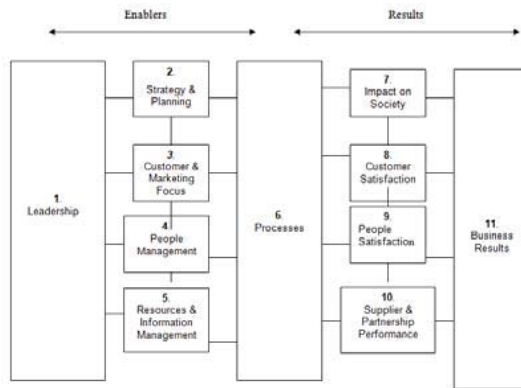 Enablers
Results
1.
Leadership
2.
Strategy &
Planning
3.
Customer &
Marketing
Focus
4
People
Management
5.
Resources &
Information
Management
6.
Processes
7.
Impact on
Society
8.
Customer
Satisfaction
9.
People
Satisfaction
10.
Supplier &
Partnership
Performance
11.
Business
Results